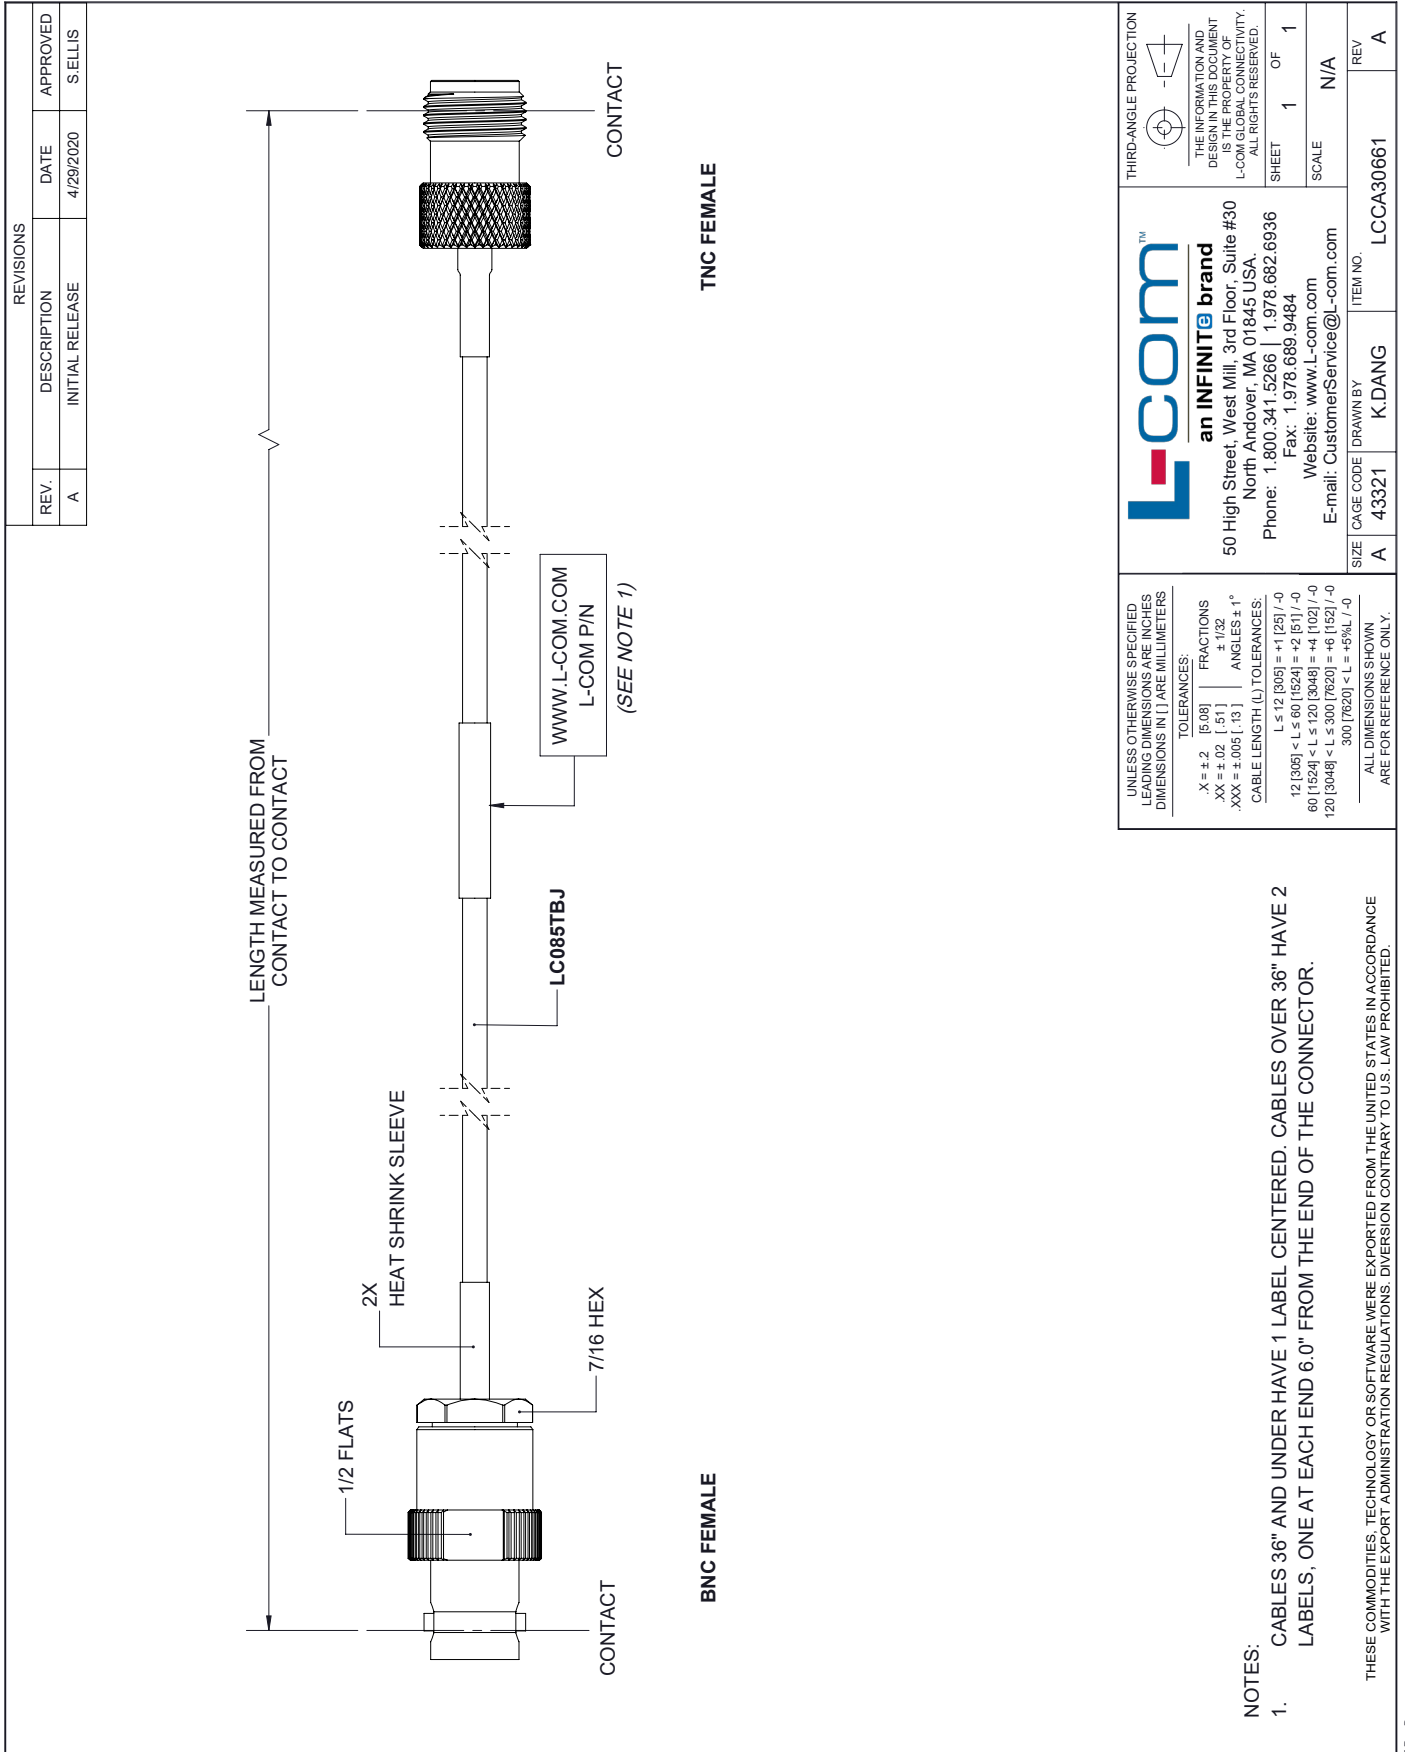 REVISIONS
REV. DESCRIPTION DATE APPROVED
A INITIAL RELEASE 4/29/2020 S.ELLIS
LENGTH MEASURED FROM
CONTACT TO CONTACT
1/2 FLATS
2X
HEAT SHRINK SLEEVE
CONTACT
7/16 HEX
LC085TBJ
WWW.L-COM.COM
L-COM P/N
(SEE NOTE 1)
CONTACT
BNC FEMALE
TNC FEMALE
NOTES:
1. CABLES 36" AND UNDER HAVE 1 LABEL CENTERED. CABLES OVER 36" HAVE 2
LABELS, ONE AT EACH END 6.0" FROM THE END OF THE CONNECTOR.
THESE COMMODITIES, TECHNOLOGY OR SOFTWARE WERE EXPORTED FROM THE UNITED STATES IN ACCORDANCE
WITH THE EXPORT ADMINISTRATION REGULATIONS. DIVERSION CONTRARY TO U.S. LAW PROHIBITED.
UNLESS OTHERWISE SPECIFIED
LEADING DIMENSIONS ARE INCHES
DIMENSIONS IN [ ] ARE MILLIMETERS
TOLERANCES:
.X = ±.2 [5.08] FRACTIONS
.XX = ±.02 [.51] ± 1/32
.XXX = ±.005 [.13] ANGLES ± 1°
CABLE LENGTH (L) TOLERANCES:
L ≤ 12 [305] = +1 [25] / -0
12 [305] < L ≤ 60 [1524] = +2 [51] / -0
60 [1524] < L ≤ 120 [3048] = +4 [102] / -0
120 [3048] < L ≤ 300 [7620] = +6 [152] / -0
300 [7620] < L = +5%L / -0
ALL DIMENSIONS SHOWN
ARE FOR REFERENCE ONLY.
L-com™
an INFINITe brand
50 High Street, West Mill, 3rd Floor, Suite #30
North Andover, MA 01845 USA.
Phone: 1.800.341.5266 | 1.978.682.6936
Fax: 1.978.689.9484
Website: www.L-com.com
E-mail: CustomerService@L-com.com
THIRD-ANGLE PROJECTION
THE INFORMATION AND
DESIGN IN THIS DOCUMENT
IS THE PROPERTY OF
L-COM GLOBAL CONNECTIVITY.
ALL RIGHTS RESERVED.
SHEET 1 OF 1
SCALE N/A
SIZE A
CAGE CODE 43321
DRAWN BY K.DANG
ITEM NO. LCCA30661
REV A